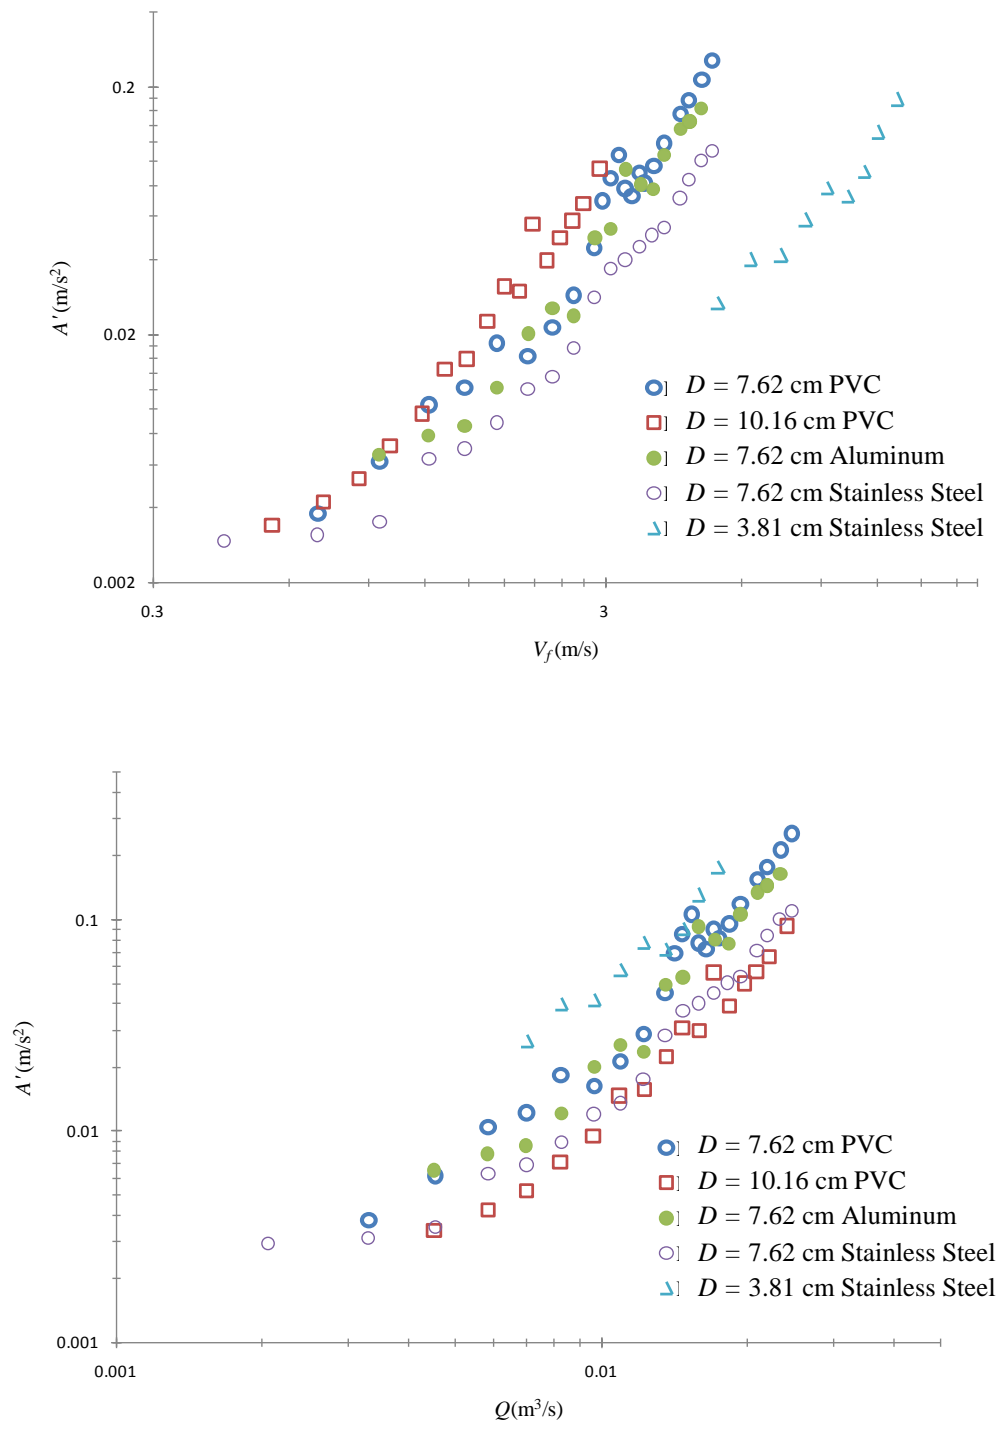 0.2
0.02
0.002
A′(m/s²)
0.3
3
V_f(m/s)
D = 7.62 cm PVC
D = 10.16 cm PVC
D = 7.62 cm Aluminum
D = 7.62 cm Stainless Steel
D = 3.81 cm Stainless Steel
0.1
0.01
0.001
A′(m/s²)
0.001
0.01
Q(m³/s)
D = 7.62 cm PVC
D = 10.16 cm PVC
D = 7.62 cm Aluminum
D = 7.62 cm Stainless Steel
D = 3.81 cm Stainless Steel